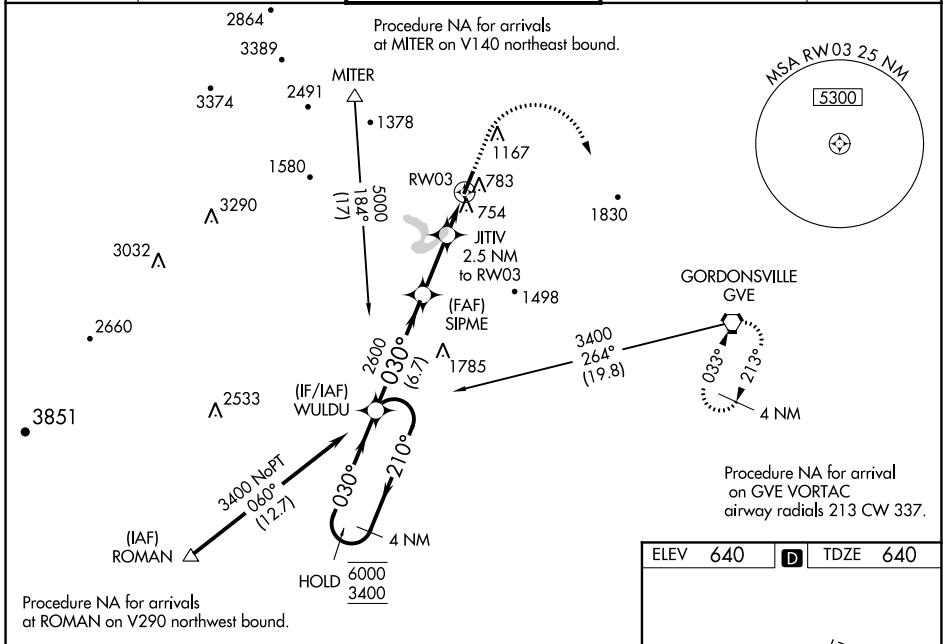 2864
3389
3374
2491
Procedure NA for arrivals
at MITER on V140 northeast bound.
MITER
1378
MSA RW03 25 NM
5300
1580
5000
184°
(17)
1167
RW03
783
754
1830
3290
3032
JITIV
2.5 NM
to RW03
1498
(FAF)
SIPME
GORDONSVILLE
GVE
2660
2600
030°
(6.7)
1785
3400
264°
(19.8)
033°
213°
4 NM
(IF/IAF)
WULDU
2533
3851
3400 NoPT
060°
(12.7)
030°
210°
4 NM
(IAF)
ROMAN
HOLD
6000
3400
Procedure NA for arrival
on GVE VORTAC
airway radials 213 CW 337.
Procedure NA for arrivals
at ROMAN on V290 northwest bound.
ELEV 640 D TDZE 640